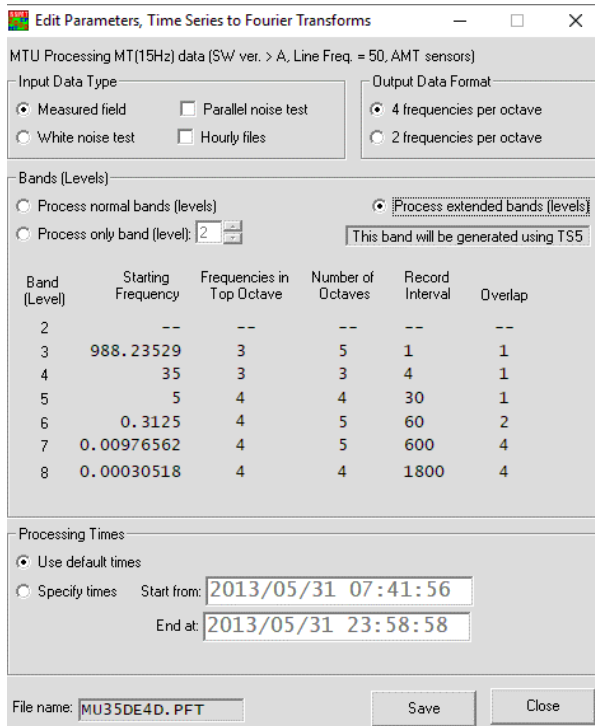 Edit Parameters, Time Series to Fourier Transforms
MTU Processing MT(15Hz) data (SW ver. > A, Line Freq. = 50, AMT sensors)
Input Data Type
Measured field
Parallel noise test
White noise test
Hourly files
Output Data Format
4 frequencies per octave
2 frequencies per octave
Bands (Levels)
Process normal bands (levels)
Process extended bands (levels)
Process only band (level): 2
This band will be generated using TS5
Band (Level) Starting Frequency Frequencies in Top Octave Number of Octaves Record Interval Overlap
2 -- -- -- -- --
3 988.23529 3 5 1 1
4 35 3 3 4 1
5 5 4 4 30 1
6 0.3125 4 5 60 2
7 0.00976562 4 5 600 4
8 0.00030518 4 4 1800 4
Processing Times
Use default times
Specify times Start from: 2013/05/31 07:41:56
End at: 2013/05/31 23:58:58
File name: MU35DE4D.PFT Save Close